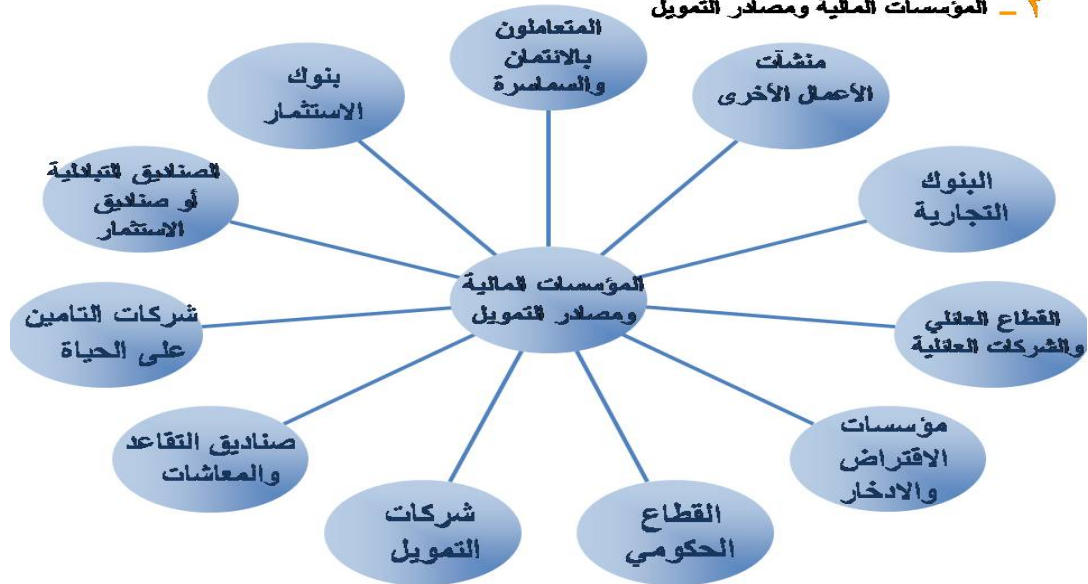 ٢ – المؤسسات المالية ومصادر التمويل
المتعاملون
بالائتمان
والسماسرة
منشآت
الأعمال الأخرى
البنوك
التجارية
القطاع العائلي
والشركات العائلية
مؤسسات
الاقتراض
والادخار
القطاع
الحكومي
شركات
التمويل
صناديق التقاعد
والمعاشات
شركات التامين
على الحياة
الصناديق التبادلية
أو صناديق
الاستثمار
بنوك
الاستثمار
المؤسسات المالية
ومصادر التمويل